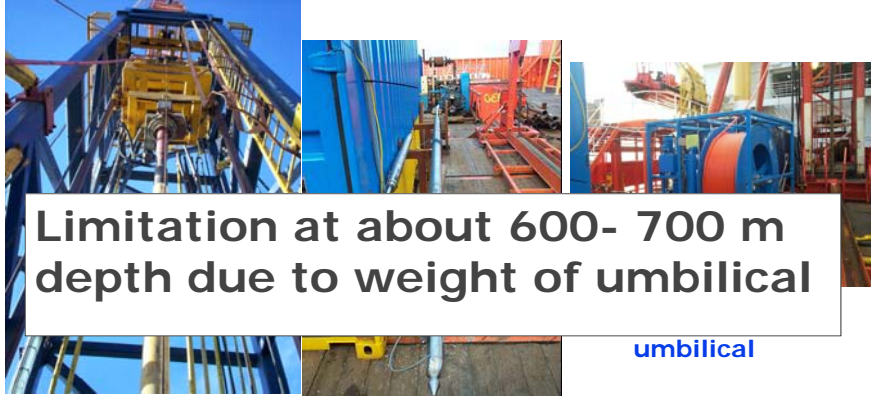 Limitation at about 600- 700 m
depth due to weight of umbilical
umbilical